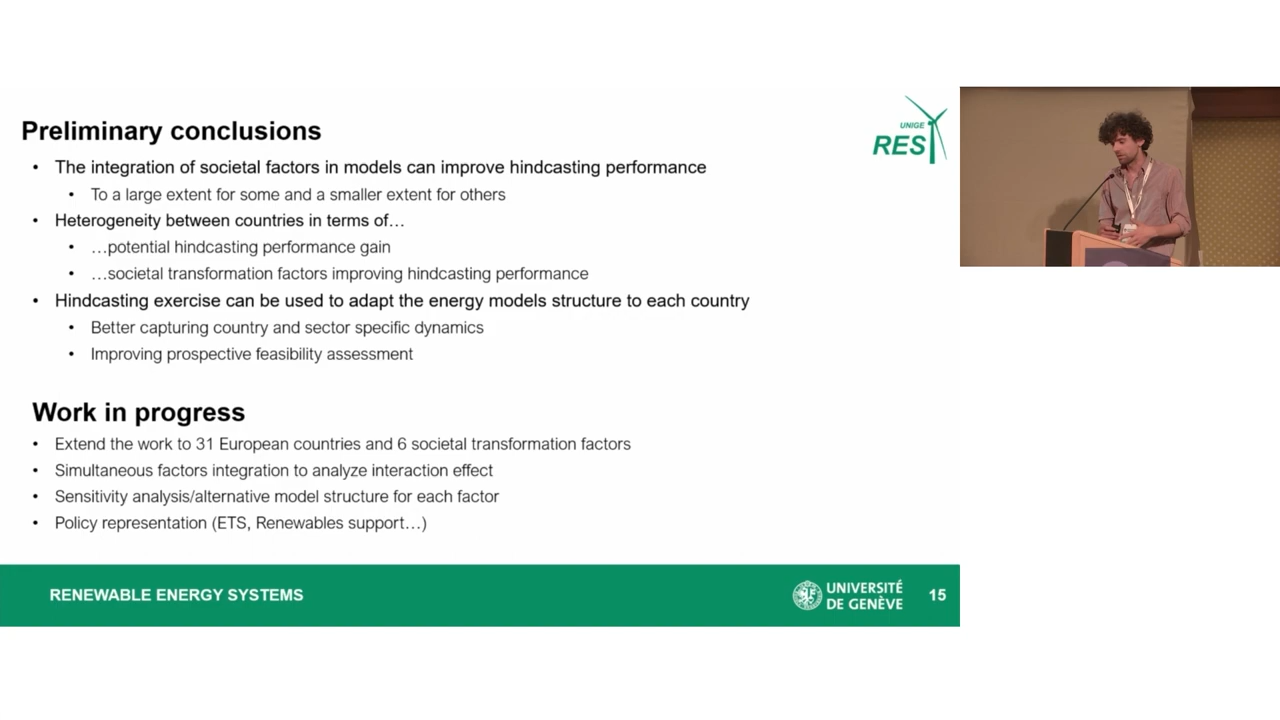 Preliminary conclusions
• The integration of societal factors in models can improve hindcasting performance
• To a large extent for some and a smaller extent for others
• Heterogeneity between countries in terms of…
• …potential hindcasting performance gain
• …societal transformation factors improving hindcasting performance
• Hindcasting exercise can be used to adapt the energy models structure to each country
• Better capturing country and sector specific dynamics
• Improving prospective feasibility assessment
UNIGE
RES
Work in progress
• Extend the work to 31 European countries and 6 societal transformation factors
• Simultaneous factors integration to analyze interaction effect
• Sensitivity analysis/alternative model structure for each factor
• Policy representation (ETS, Renewables support…)
RENEWABLE ENERGY SYSTEMS
UNIVERSITÉ
DE GENÈVE
15